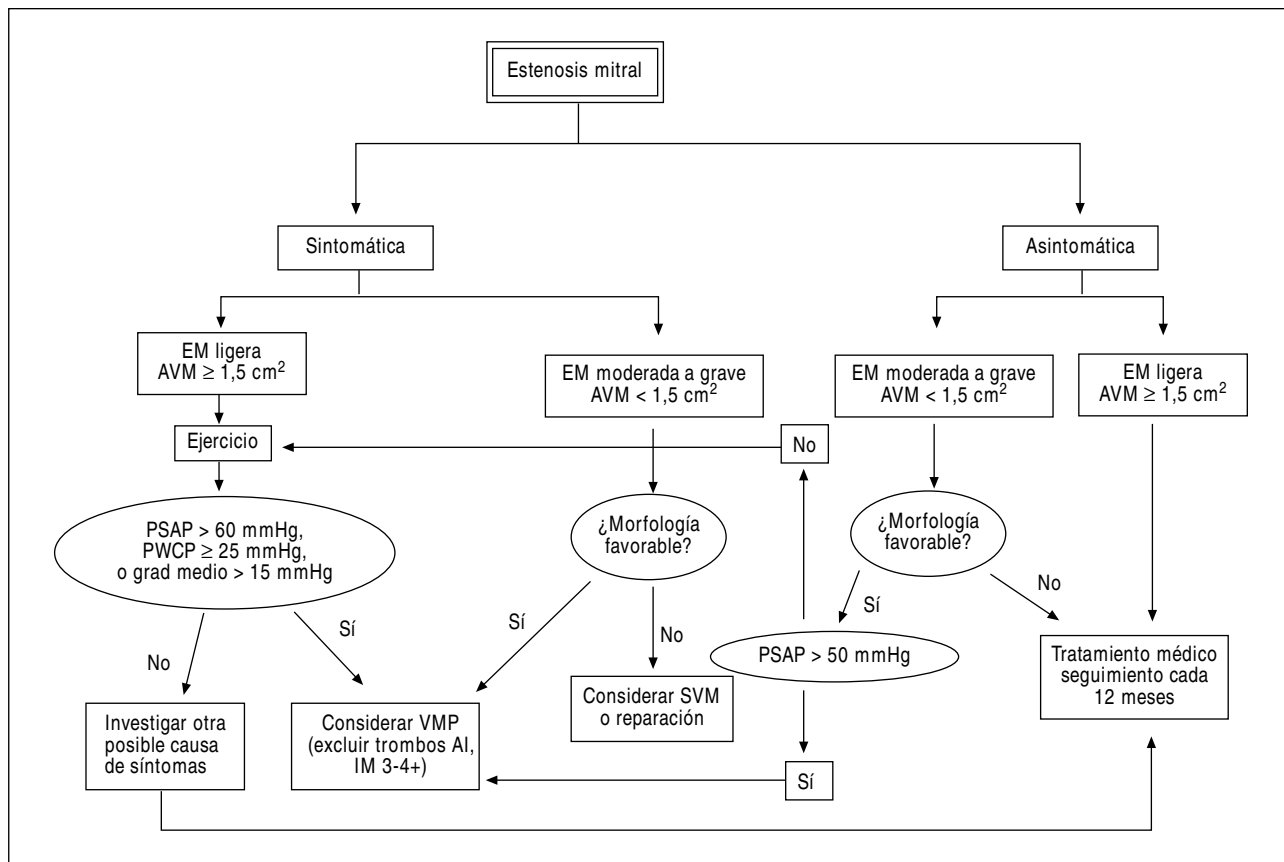 Estenosis mitral
Sintomática
Asintomática
EM ligera
AVM ≥ 1,5 cm²
EM moderada a grave
AVM < 1,5 cm²
EM moderada a grave
AVM < 1,5 cm²
EM ligera
AVM ≥ 1,5 cm²
Ejercicio
No
PSAP > 60 mmHg,
PWCP ≥ 25 mmHg,
o grad medio > 15 mmHg
¿Morfología
favorable?
¿Morfología
favorable?
No
Sí
Sí
No
Sí
No
PSAP > 50 mmHg
Tratamiento médico
seguimiento cada
12 meses
Investigar otra
posible causa
de síntomas
Considerar VMP
(excluir trombos AI,
IM 3-4+)
Considerar SVM
o reparación
Sí